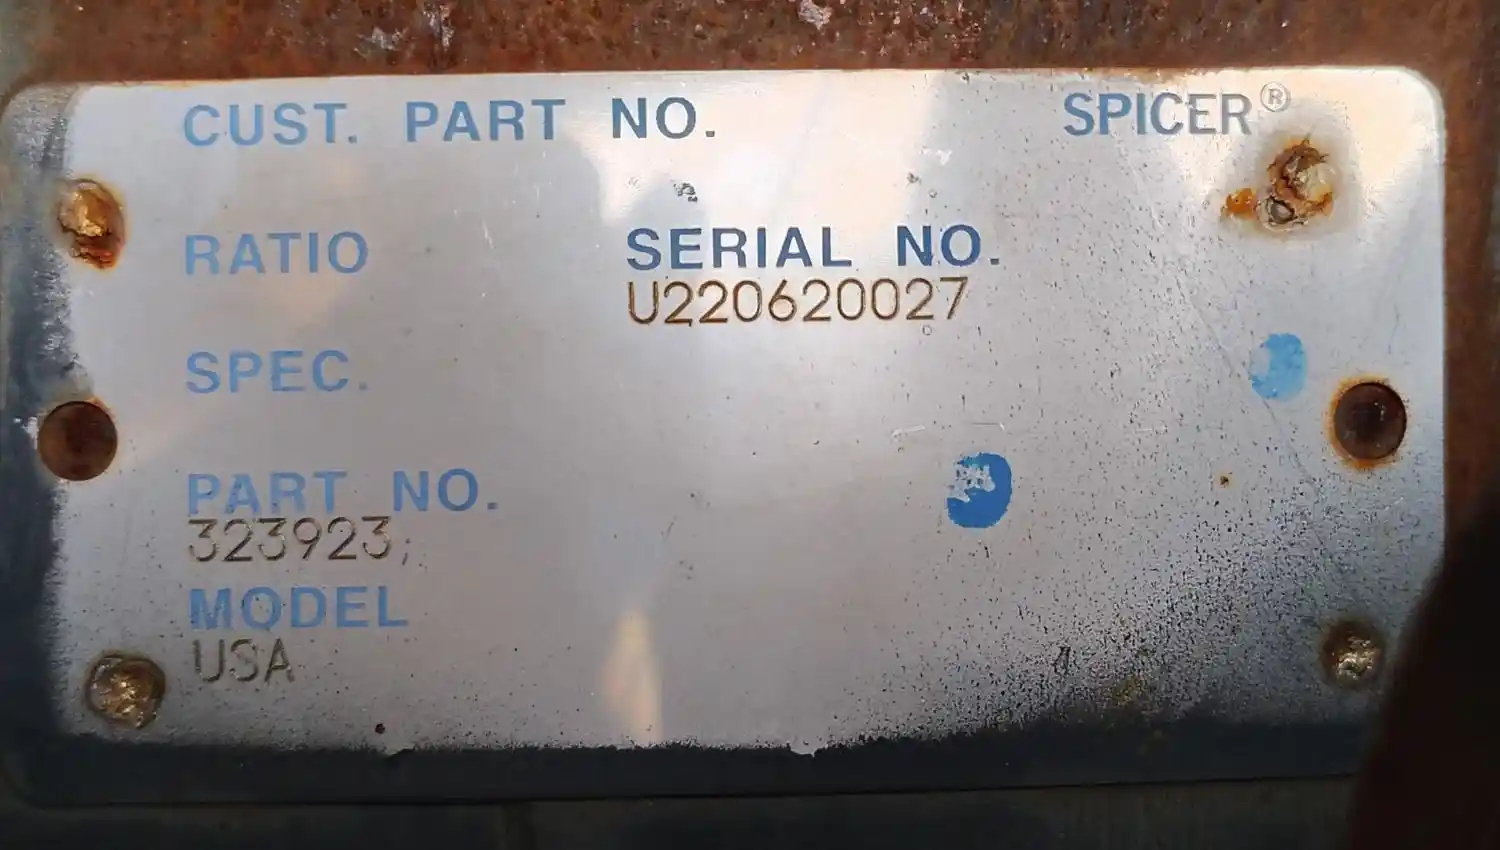 CUST. PART NO. SPICER®
RATIO SERIAL NO.
U220620027
SPEC.
PART NO.
323923;
MODEL
USA